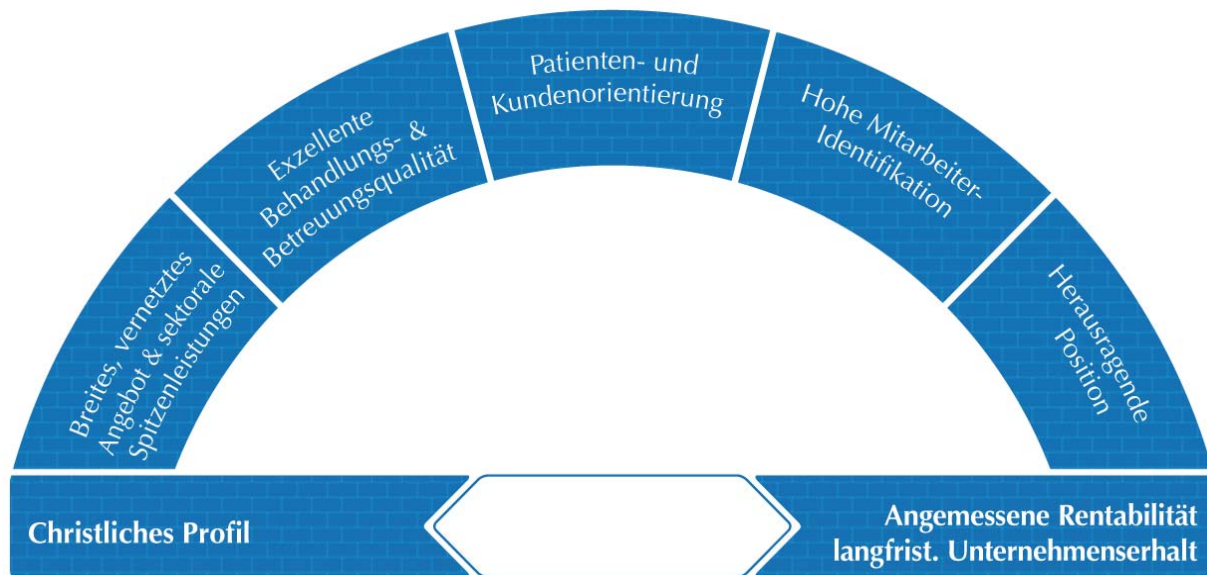 Breites, vernetztes
Angebot & sektorale
Spitzenleistungen
Exzellente
Behandlungs- &
Betreuungsqualität
Patienten- und
Kundenorientierung
Hohe Mitarbeiter-
Identifikation
Herausragende
Position
Christliches Profil
Angemessene Rentabilität
langfrist. Unternehmenserhalt